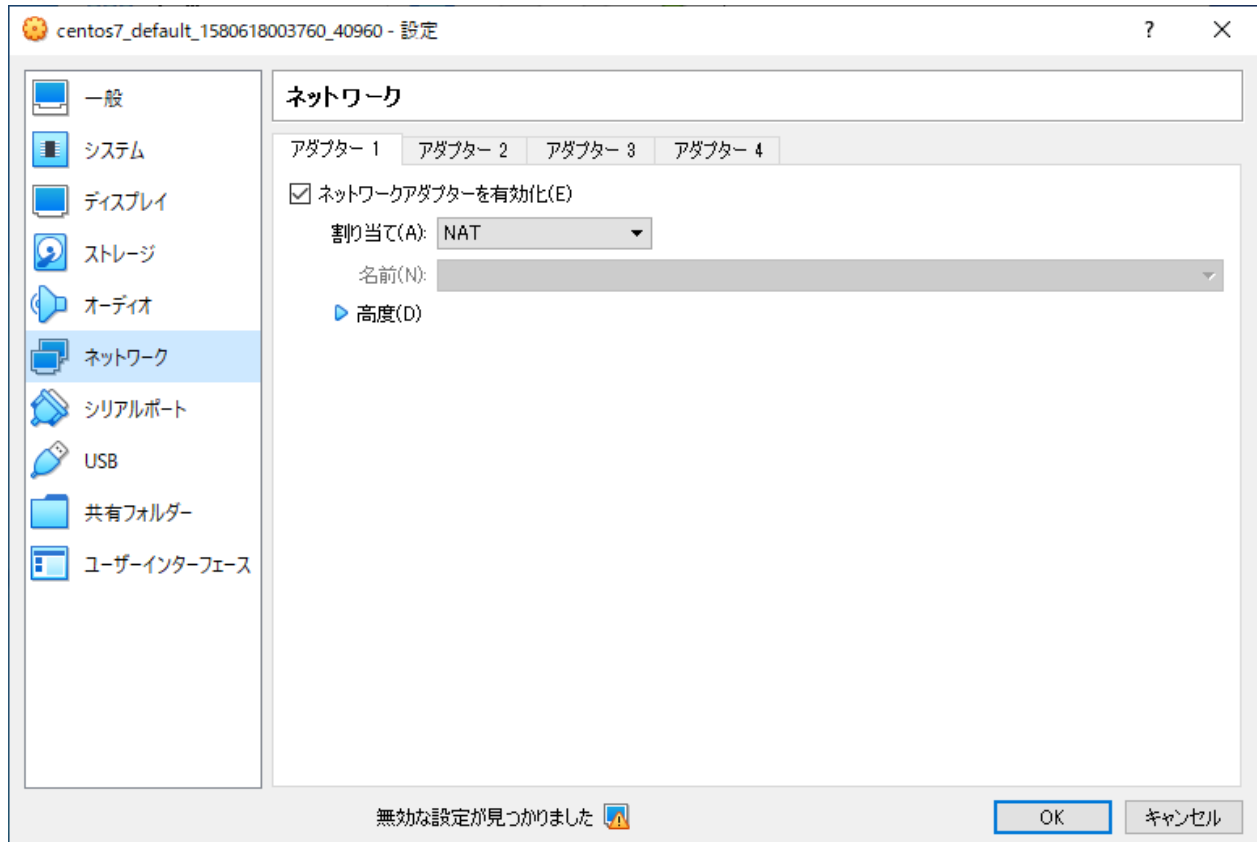 centos7_default_1580618003760_40960 - 設定
?
一般
システム
ディスプレイ
ストレージ
オーディオ
ネットワーク
シリアルポート
USB
共有フォルダー
ユーザーインターフェース
ネットワーク
アダプター 1 アダプター 2 アダプター 3 アダプター 4
ネットワークアダプターを有効化(E)
割り当て(A): NAT
名前(N):
高度(D)
無効な設定が見つかりました
OK キャンセル